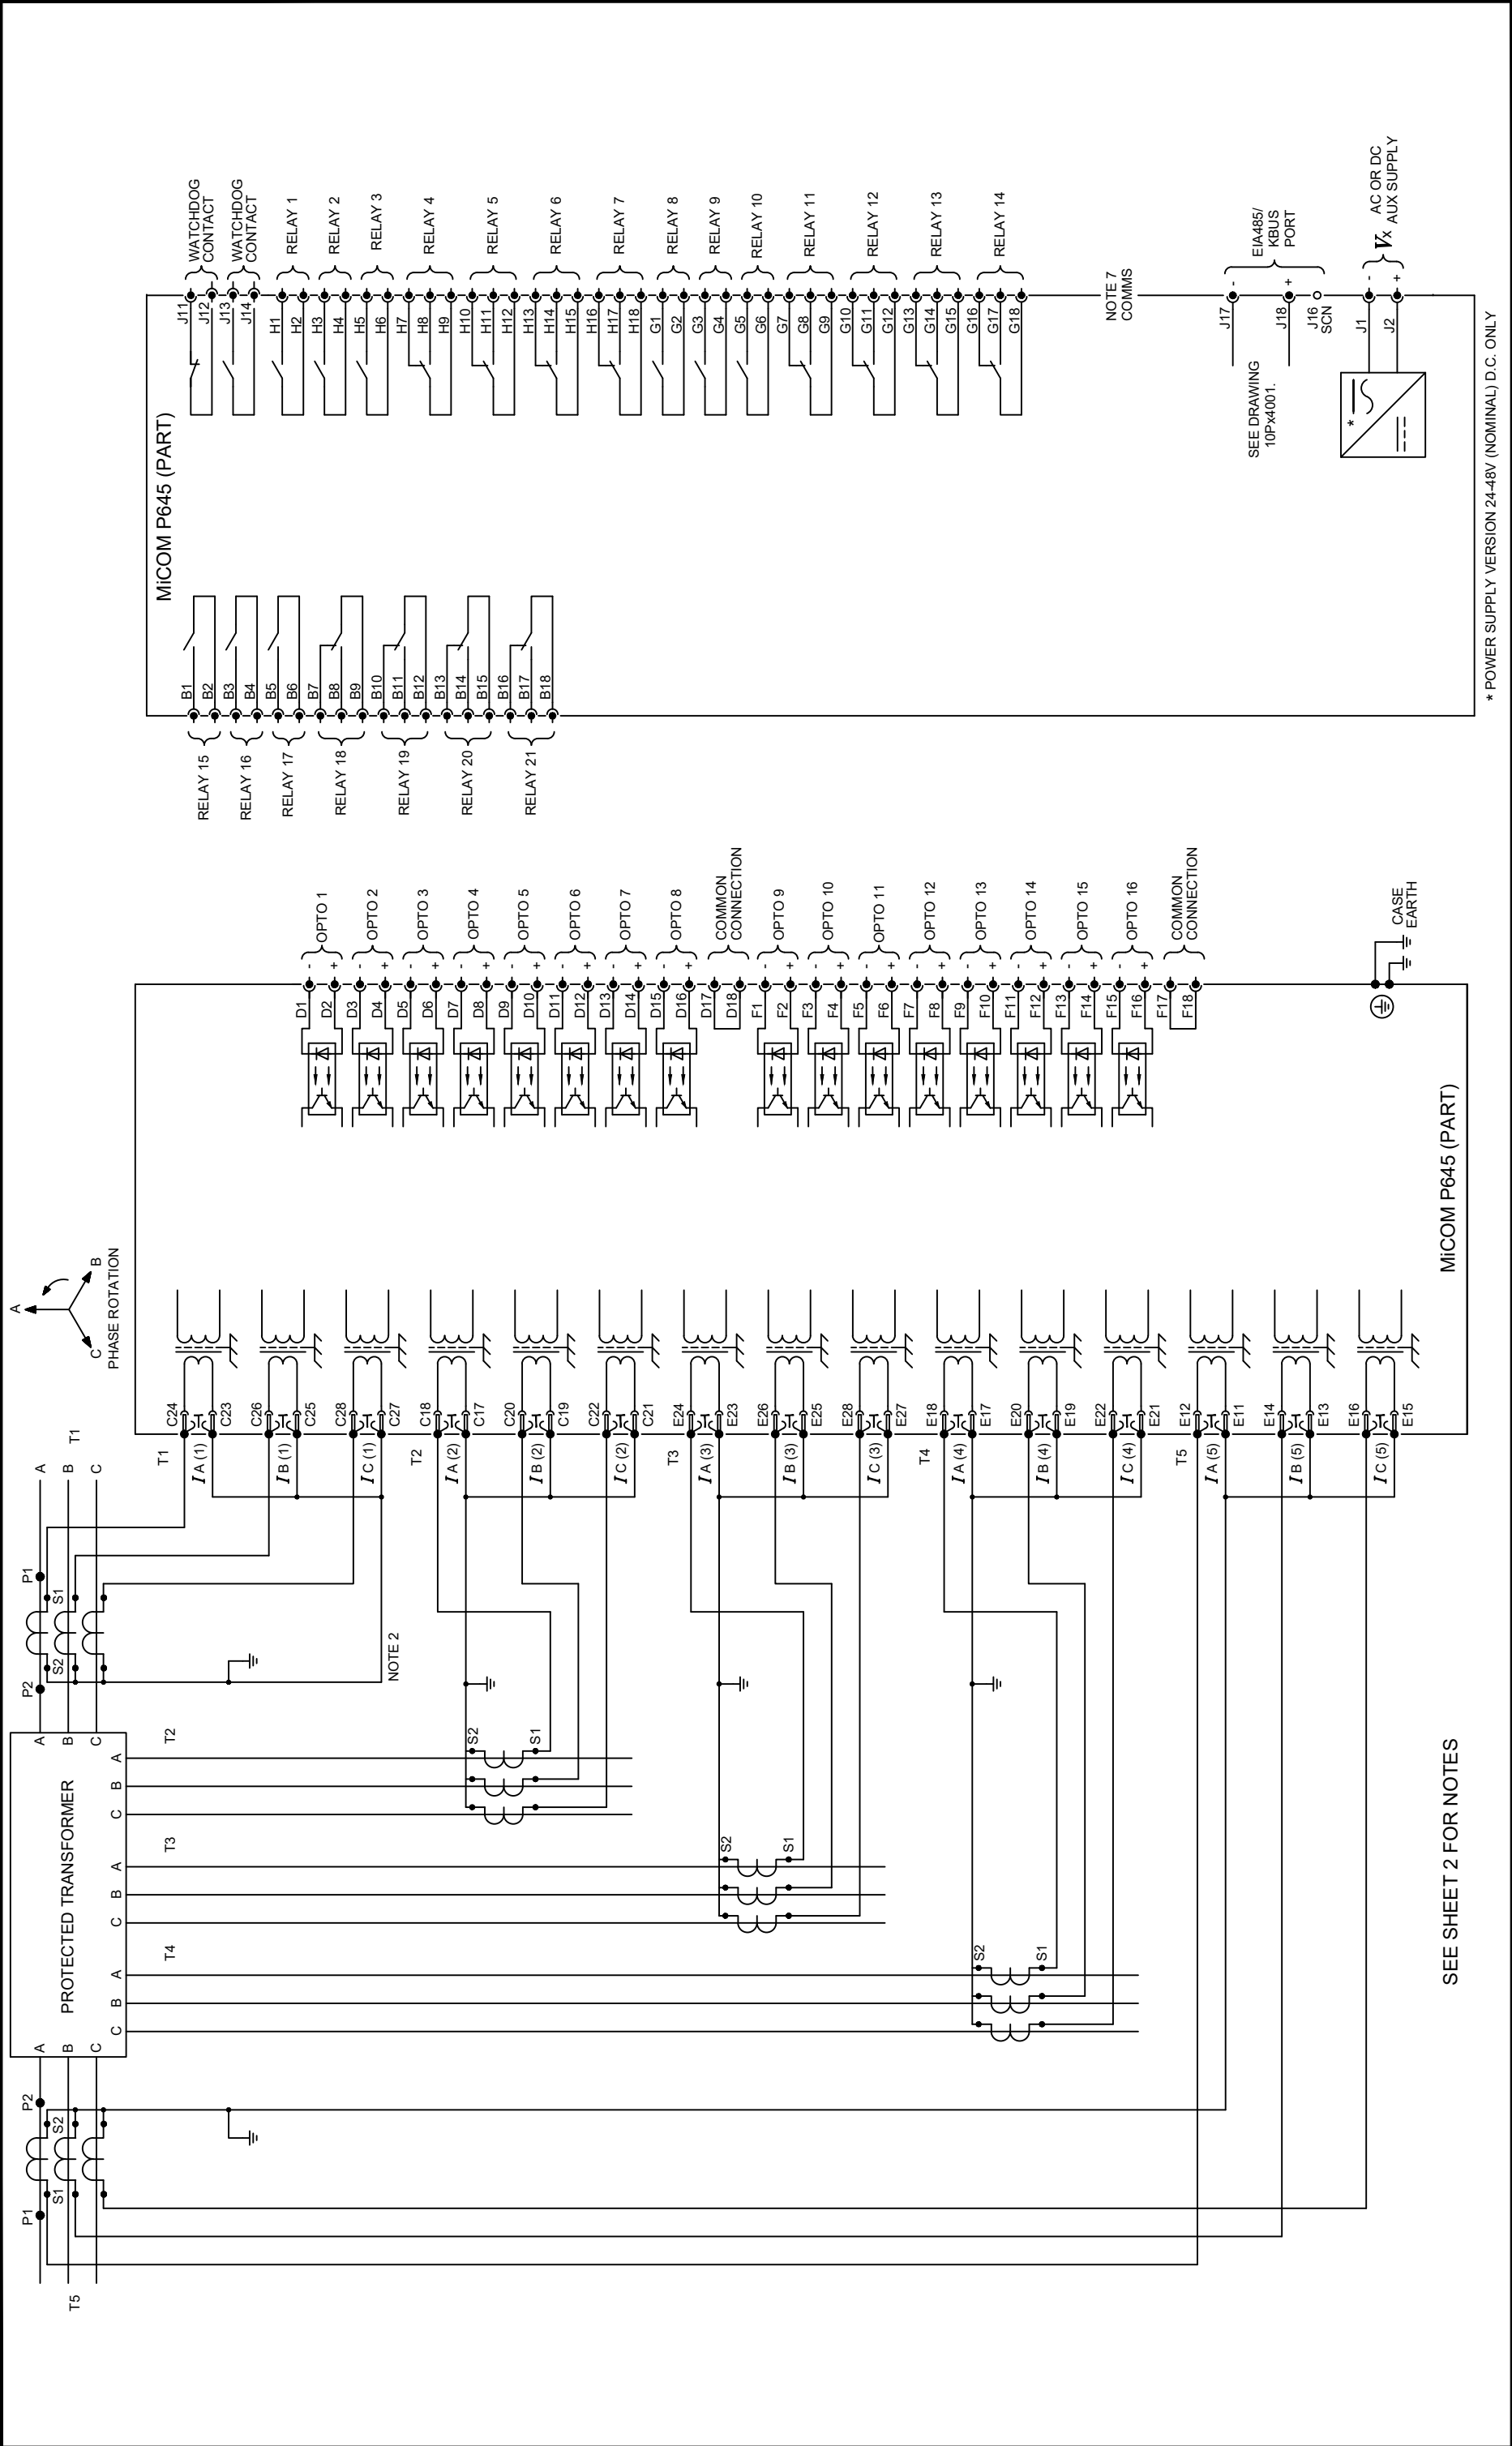 T5
P1
S1
S2
P2
A
B
C
PROTECTED TRANSFORMER
A
B
C
P2
S2
S1
P1
A
B
C
T1
A
B
C
PHASE ROTATION
C
B
A
T4
C
B
A
T3
C
B
A
T2
S2
S1
S2
S1
S2
S1
NOTE 2
T1
I A (1)
I B (1)
I C (1)
T2
I A (2)
I B (2)
I C (2)
T3
I A (3)
I B (3)
I C (3)
T4
I A (4)
I B (4)
I C (4)
T5
I A (5)
I B (5)
I C (5)
C24
C23
C26
C25
C28
C27
C18
C17
C20
C19
C22
C21
E24
E23
E26
E25
E28
E27
E18
E17
E20
E19
E22
E21
E12
E11
E14
E13
E16
E15
MiCOM P645 (PART)
D1
D2
D3
D4
D5
D6
D7
D8
D9
D10
D11
D12
D13
D14
D15
D16
D17
D18
F1
F2
F3
F4
F5
F6
F7
F8
F9
F10
F11
F12
F13
F14
F15
F16
F17
F18
- + OPTO 1
- + OPTO 2
- + OPTO 3
- + OPTO 4
- + OPTO 5
- + OPTO 6
- + OPTO 7
- + OPTO 8
COMMON
CONNECTION
- + OPTO 9
- + OPTO 10
- + OPTO 11
- + OPTO 12
- + OPTO 13
- + OPTO 14
- + OPTO 15
- + OPTO 16
COMMON
CONNECTION
CASE
EARTH
SEE SHEET 2 FOR NOTES
RELAY 15
RELAY 16
RELAY 17
RELAY 18
RELAY 19
RELAY 20
RELAY 21
B1
B2
B3
B4
B5
B6
B7
B8
B9
B10
B11
B12
B13
B14
B15
B16
B17
B18
MiCOM P645 (PART)
J11
J12
J13
J14
H1
H2
H3
H4
H5
H6
H7
H8
H9
H10
H11
H12
H13
H14
H15
H16
H17
H18
G1
G2
G3
G4
G5
G6
G7
G8
G9
G10
G11
G12
G13
G14
G15
G16
G17
G18
WATCHDOG
CONTACT
WATCHDOG
CONTACT
RELAY 1
RELAY 2
RELAY 3
RELAY 4
RELAY 5
RELAY 6
RELAY 7
RELAY 8
RELAY 9
RELAY 10
RELAY 11
RELAY 12
RELAY 13
RELAY 14
NOTE 7
COMMS
SEE DRAWING
10Px4001.
J17
J18
J16
SCN
-
+
EIA485/
KBUS
PORT
*
J1
J2
-
+
Vx
AC OR DC
AUX SUPPLY
* POWER SUPPLY VERSION 24-48V (NOMINAL) D.C. ONLY